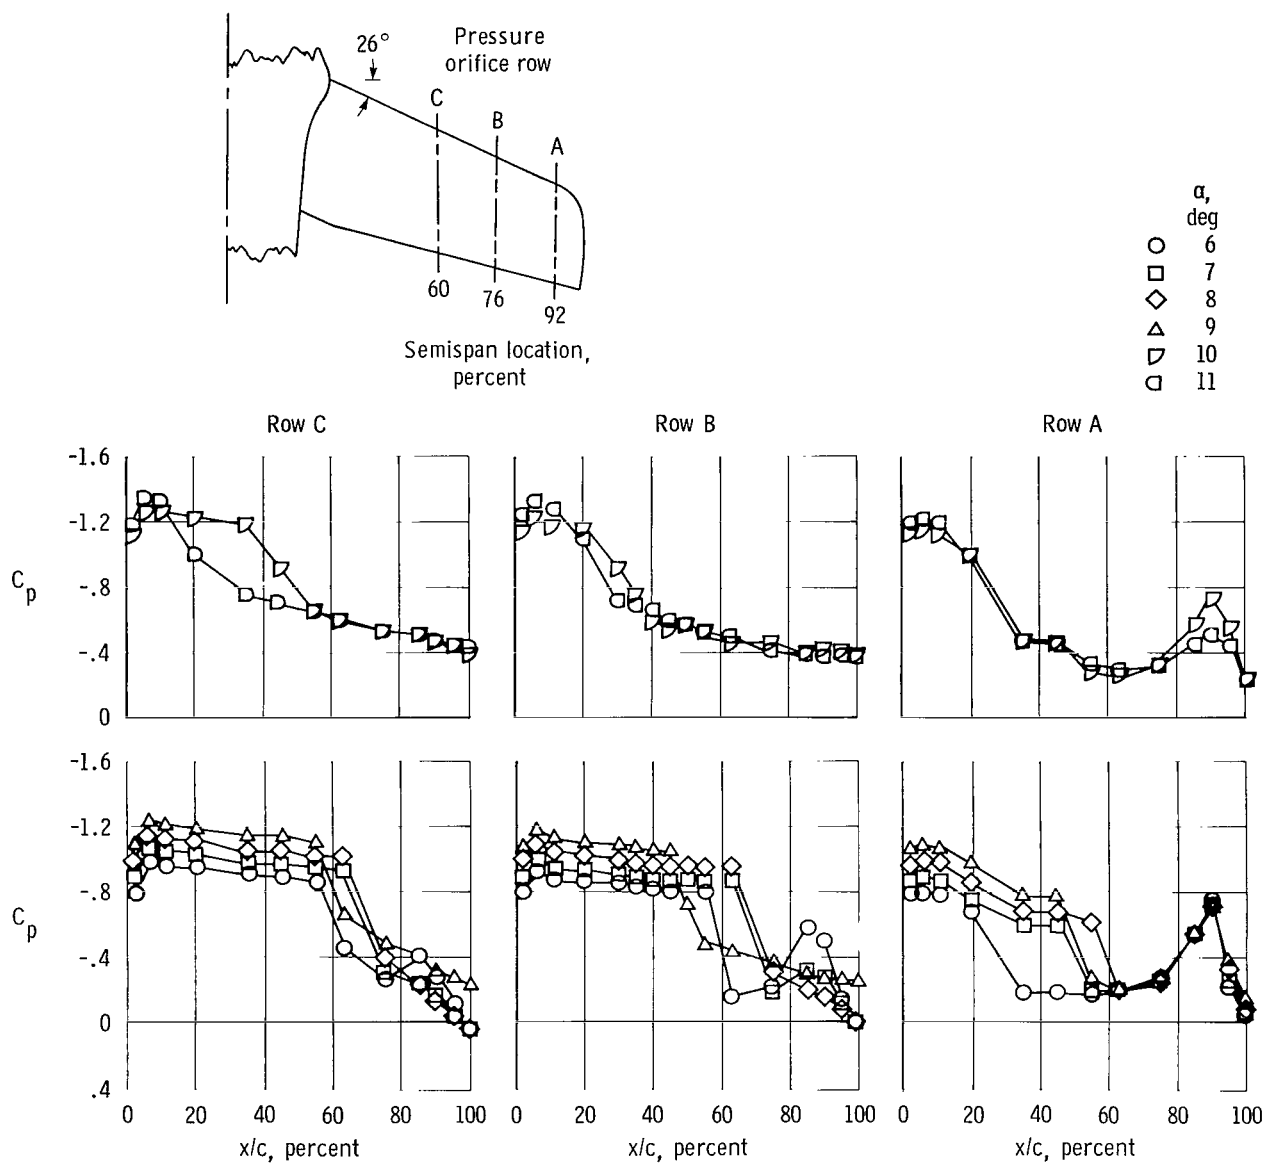 26°
Pressure
orifice row
C
B
A
60
76
92
Semispan location,
percent
α,
deg
6
7
8
9
10
11
Row C
Row B
Row A
-1.6
-1.2
-.8
-.4
0
Cp
-1.6
-1.2
-.8
-.4
0
.4
Cp
0 20 40 60 80 100
0 20 40 60 80 100
0 20 40 60 80 100
x/c, percent
x/c, percent
x/c, percent